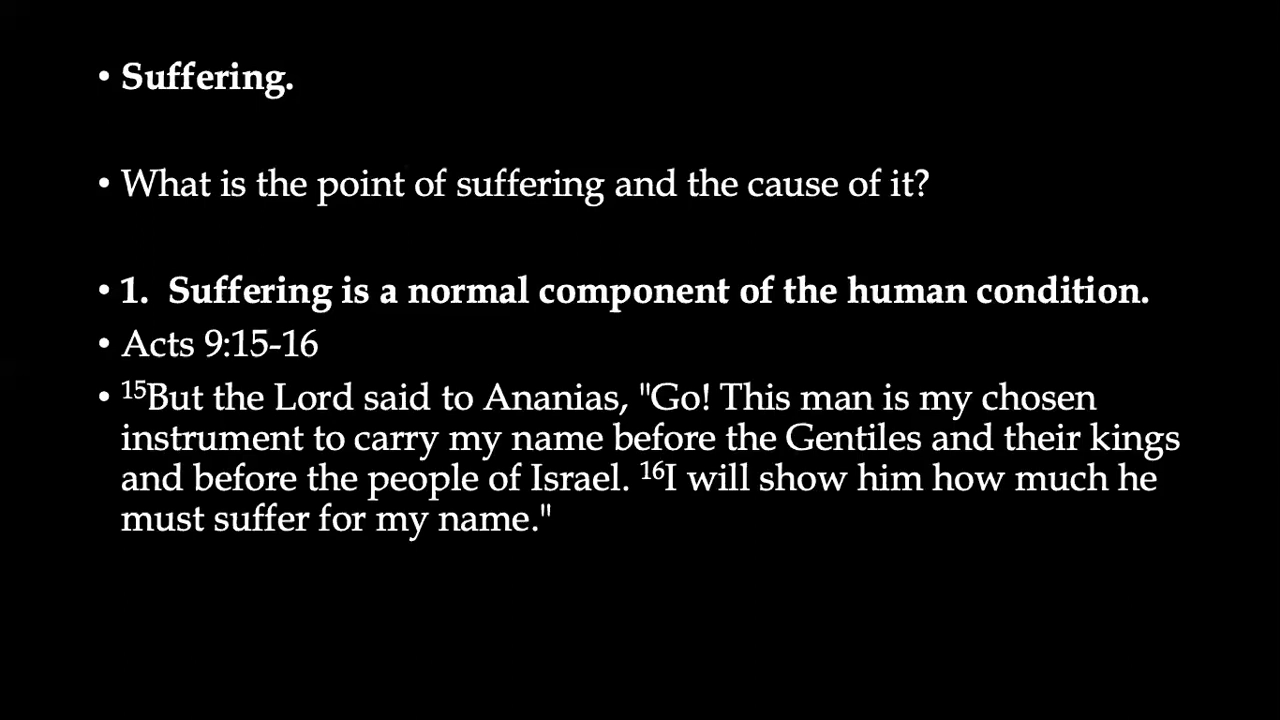 • Suffering.
• What is the point of suffering and the cause of it?
• 1.  Suffering is a normal component of the human condition.
• Acts 9:15-16
• ¹⁵But the Lord said to Ananias, "Go! This man is my chosen
instrument to carry my name before the Gentiles and their kings
and before the people of Israel. ¹⁶I will show him how much he
must suffer for my name."